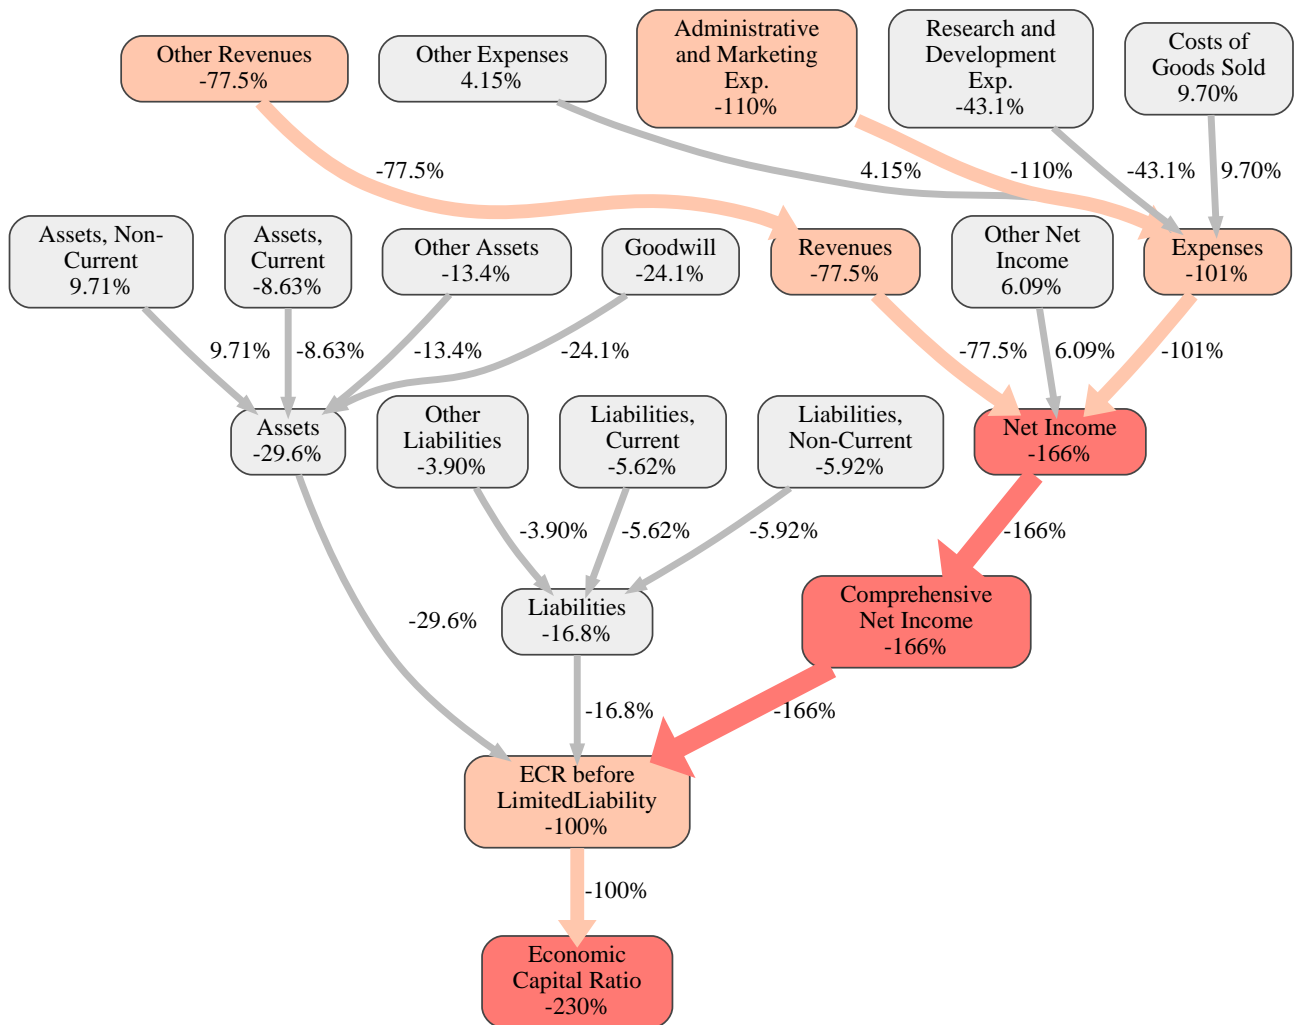 Other Revenues
-77.5%
Other Expenses
4.15%
Administrative
and Marketing
Exp.
-110%
Research and
Development
Exp.
-43.1%
Costs of
Goods Sold
9.70%
-77.5%
4.15%
-110%
-43.1%
9.70%
Assets, Non-
Current
9.71%
Assets,
Current
-8.63%
Other Assets
-13.4%
Goodwill
-24.1%
Revenues
-77.5%
Other Net
Income
6.09%
Expenses
-101%
9.71%
-8.63%
-13.4%
-24.1%
-77.5%
6.09%
-101%
Assets
-29.6%
Other
Liabilities
-3.90%
Liabilities,
Current
-5.62%
Liabilities,
Non-Current
-5.92%
Net Income
-166%
-3.90%
-5.62%
-5.92%
-166%
-29.6%
Liabilities
-16.8%
Comprehensive
Net Income
-166%
-16.8%
-166%
ECR before
LimitedLiability
-100%
-100%
Economic
Capital Ratio
-230%